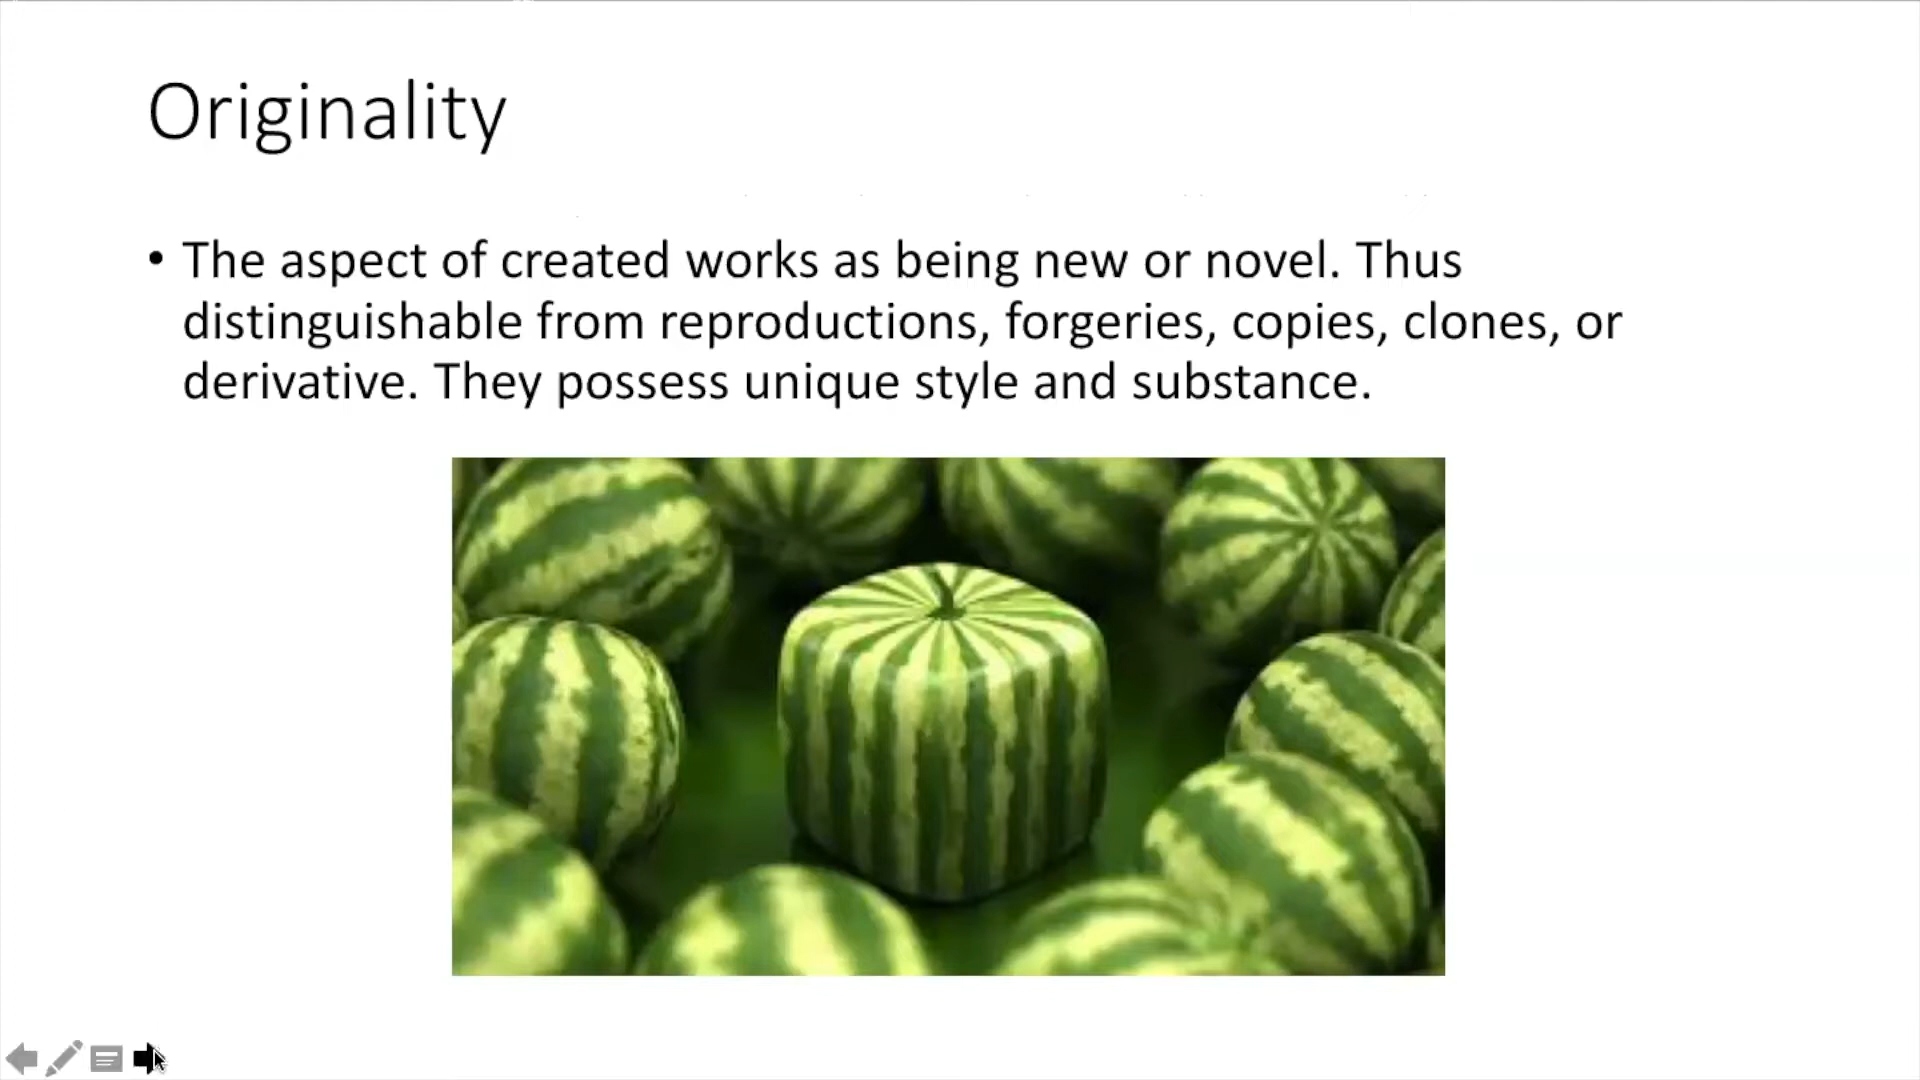 Originality
• The aspect of created works as being new or novel. Thus
distinguishable from reproductions, forgeries, copies, clones, or
derivative. They possess unique style and substance.